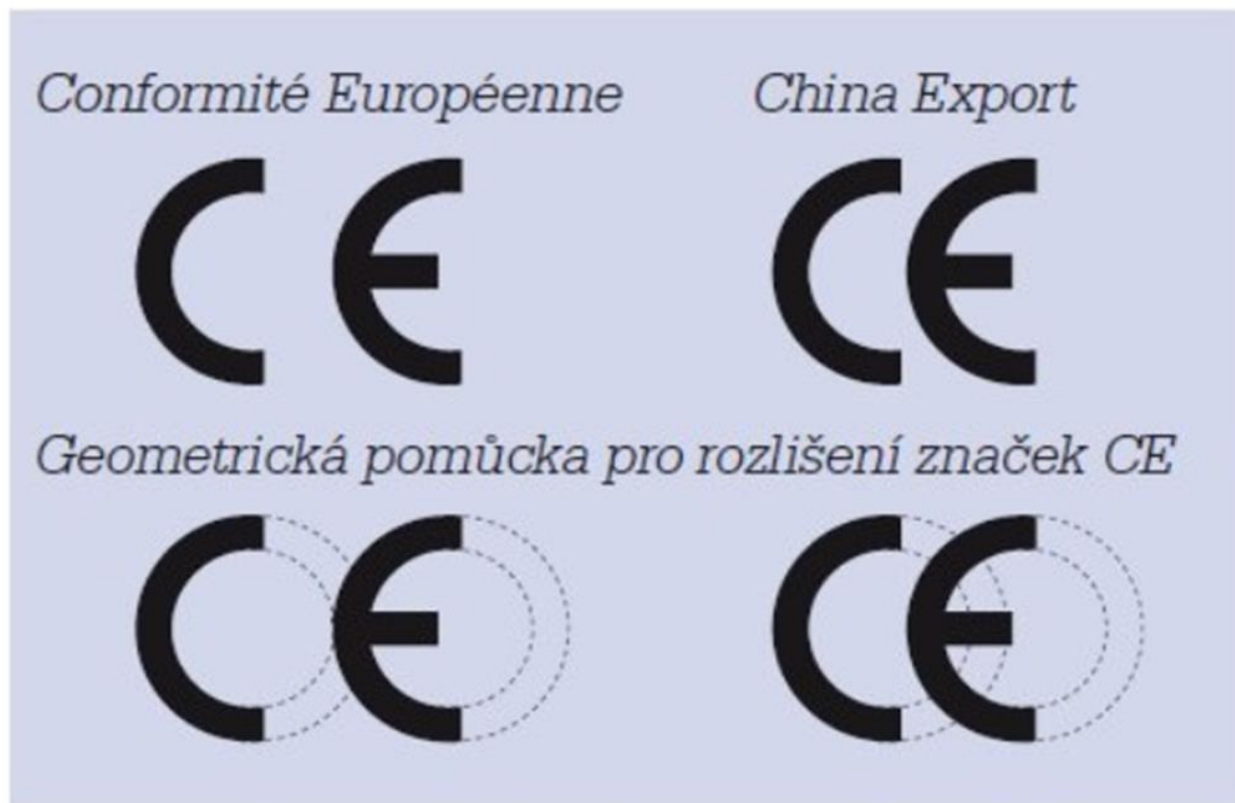 Conformité Européenne
China Export
CE
CE
Geometrická pomůcka pro rozlišení značek CE
CE
CE